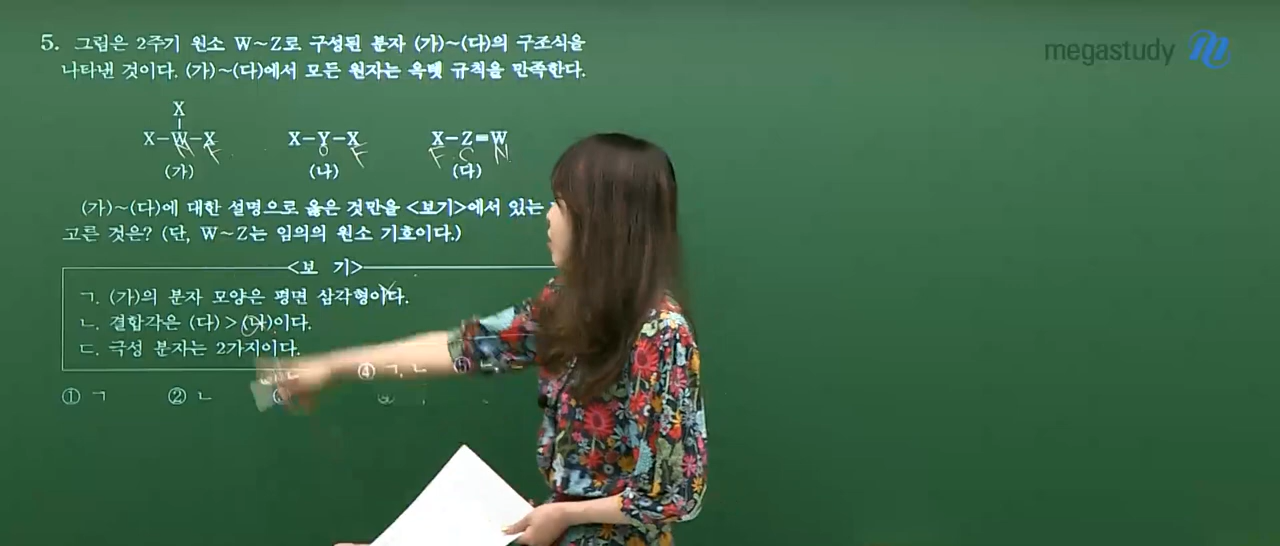 megastudy
5. 그림은 2주기 원소 W~Z로 구성된 분자 (가)~(다)의 구조식을
나타낸 것이다. (가)~(다)에서 모든 원자는 옥텟 규칙을 만족한다.
X
X-W-X X-Y-X X-Z=W
N F O F F C N
(가) (나) (다)
(가)~(다)에 대한 설명으로 옳은 것만을 <보기>에서 있는
고른 것은? (단, W~Z는 임의의 원소 기호이다.)
<보 기>
ㄱ. (가)의 분자 모양은 평면 삼각형이다.
ㄴ. 결합각은 (다)>(나)이다.
ㄷ. 극성 분자는 2가지이다.
① ㄱ ② ㄴ ④ ㄱ, ㄴ ⑤ ㄴ,